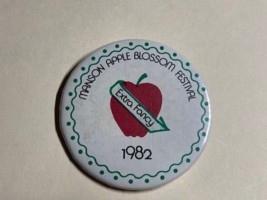 MANSON APPLE BLOSSOM FESTIVAL
Extra Fancy
1982